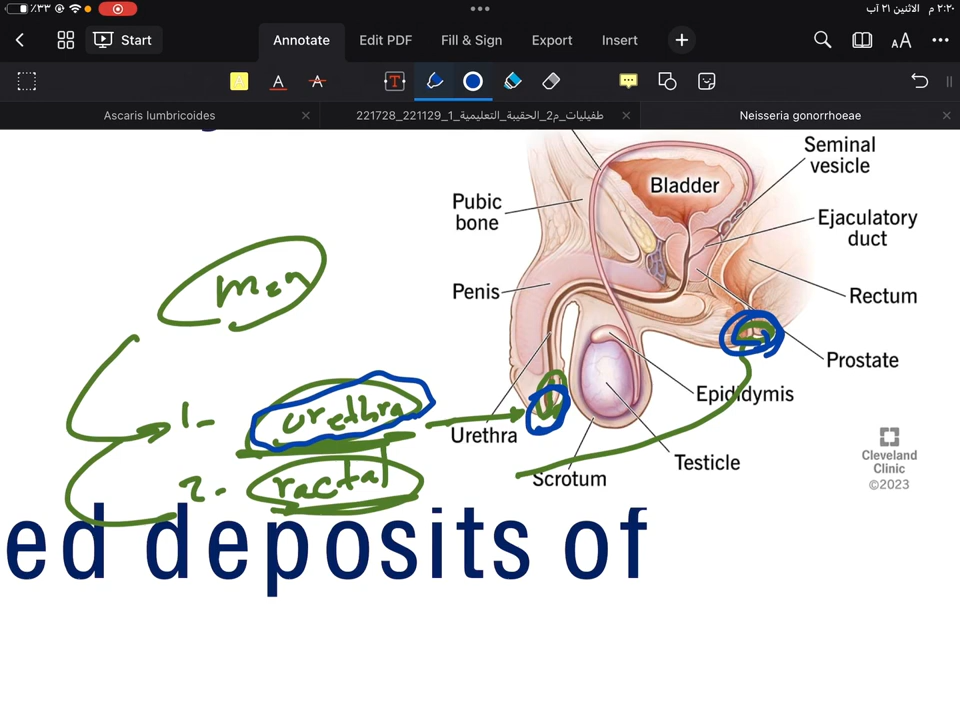 ٪٣٣
٢:٢٠ م الاثنين ٢١ آب
Start
Annotate
Edit PDF
Fill & Sign
Export
Insert
Ascaris lumbricoides
طفيليات_م2_الحقيبة_التعليمية_1_221129_221728
Neisseria gonorrhoeae
Seminal
vesicle
Bladder
Pubic
bone
Ejaculatory
duct
men
Penis
Rectum
Prostate
Epididymis
1- urethra
Urethra
Testicle
Cleveland
Clinic
©2023
2- ractal
Scrotum
ed deposits of